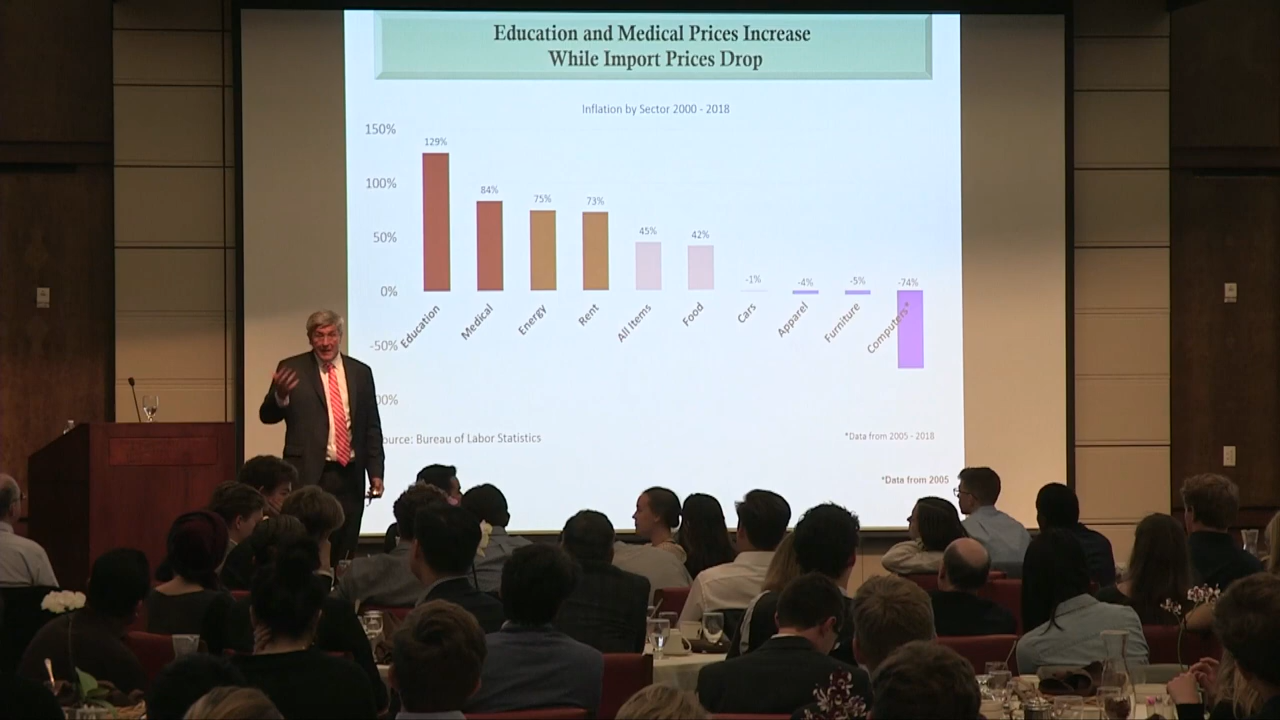 Education and Medical Prices Increase
While Import Prices Drop
Inflation by Sector 2000 - 2018
150%
100%
50%
0%
-50%
00%
129%
84%
75%
73%
45%
42%
-1%
-4%
-5%
-74%
Education
Medical
Energy
Rent
All Items
Food
Cars
Apparel
Furniture
Computers*
ource: Bureau of Labor Statistics
*Data from 2005 - 2018
*Data from 2005